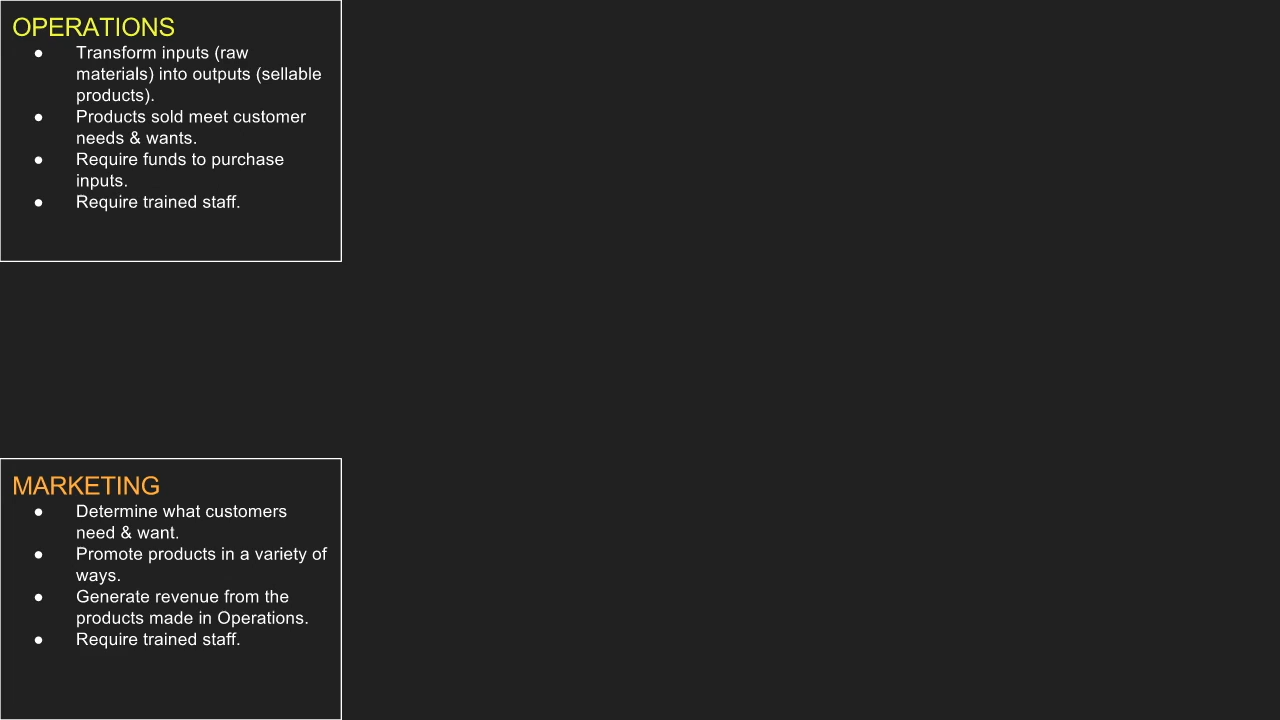 OPERATIONS
● Transform inputs (raw
materials) into outputs (sellable
products).
● Products sold meet customer
needs & wants.
● Require funds to purchase
inputs.
● Require trained staff.
MARKETING
● Determine what customers
need & want.
● Promote products in a variety of
ways.
● Generate revenue from the
products made in Operations.
● Require trained staff.